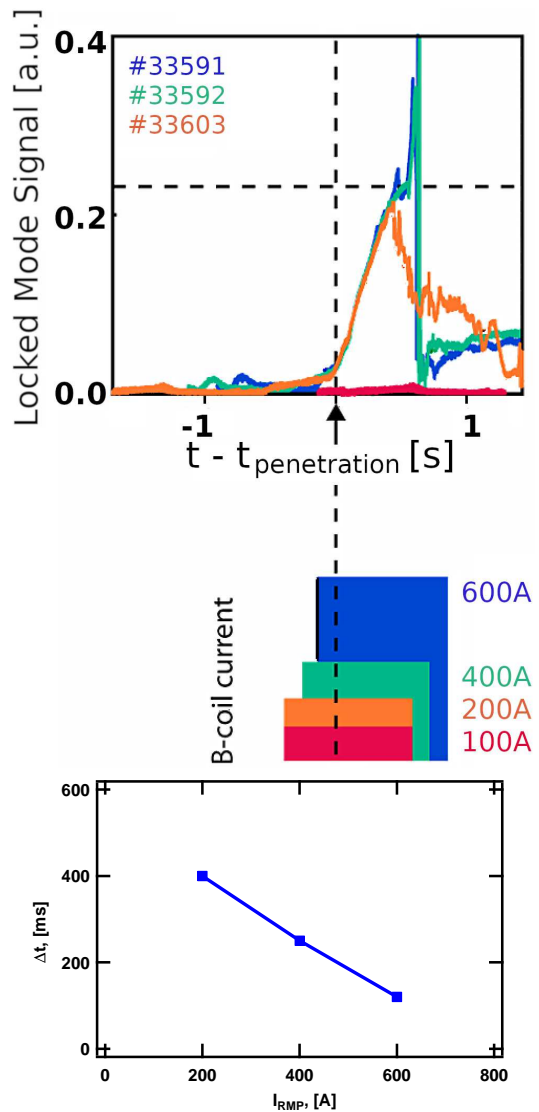 0.4
#33591
#33592
#33603
Locked Mode Signal [a.u.]
0.2
0.0
-1
1
t - tpenetration [s]
B-coil current
600A
400A
200A
100A
600
400
200
0
Δt, [ms]
0 200 400 600 800
IRMP, [A]